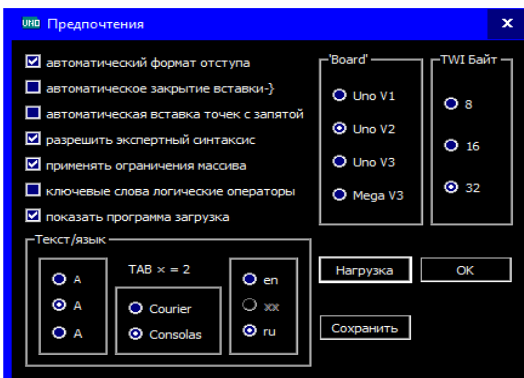 UNO Предпочтения x
автоматический формат отступа
автоматическое закрытие вставки-}
автоматическая вставка точек с запятой
разрешить экспертный синтаксис
применять ограничения массива
ключевые слова логические операторы
показать программа загрузка
'Board'
Uno V1
Uno V2
Uno V3
Mega V3
TWI Байт
8
16
32
Текст/язык
A
A
A
TAB × = 2
Courier
Consolas
en
xx
ru
Нагрузка
OK
Сохранить